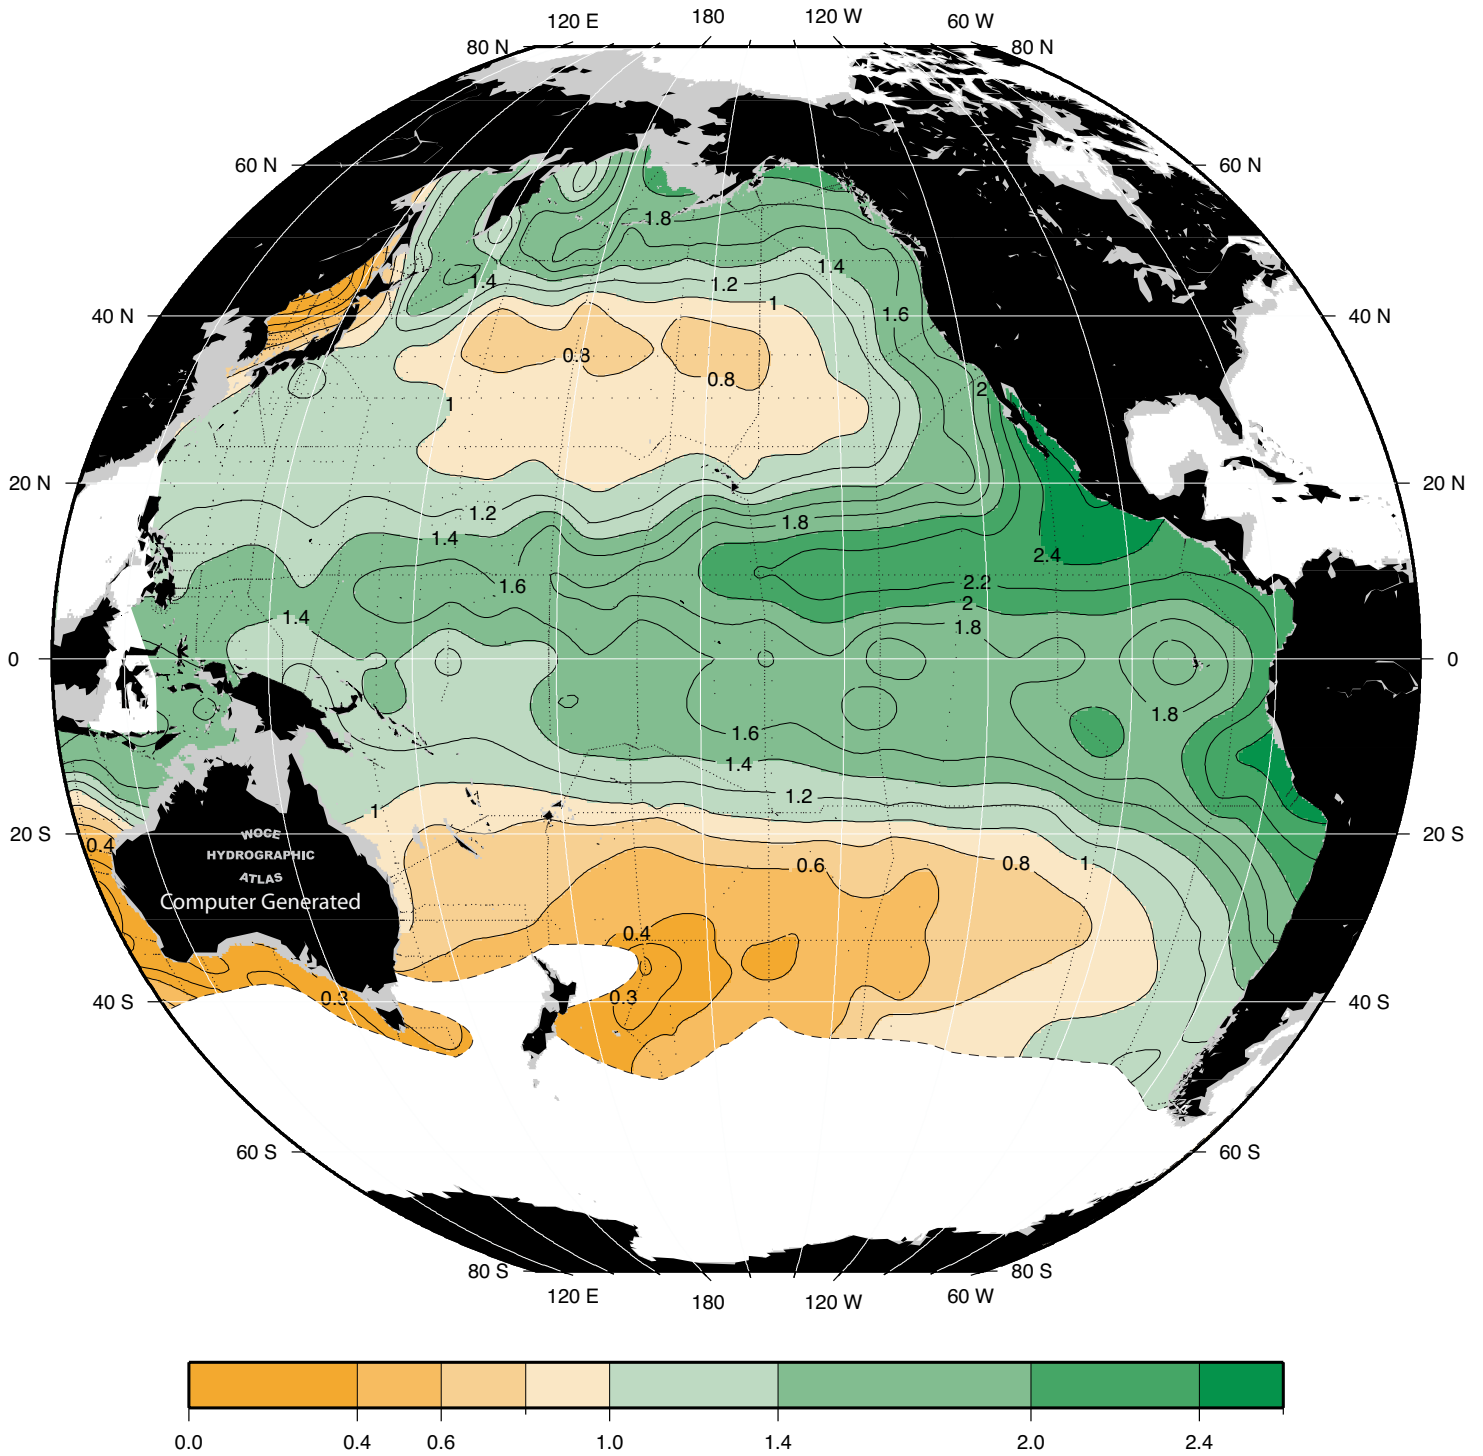 120 E 180 120 W 60 W
80 N 80 N
60 N 60 N
1.8
1.4 1.2 1.4
1
40 N 1.6 40 N
0.8
0.8
1 2
20 N 20 N
1.2 1.8
1.4 2.4
1.6 2.2
1.4 2
1.8
0 0
1.8
1.6
1.4
1.2
1
20 S 20 S
WOCE
HYDROGRAPHIC
ATLAS
Computer Generated
0.4
0.6 0.8 1
0.4
0.3 0.3
40 S 40 S
60 S 60 S
80 S 80 S
120 E 180 120 W 60 W
0.0 0.4 0.6 1.0 1.4 2.0 2.4